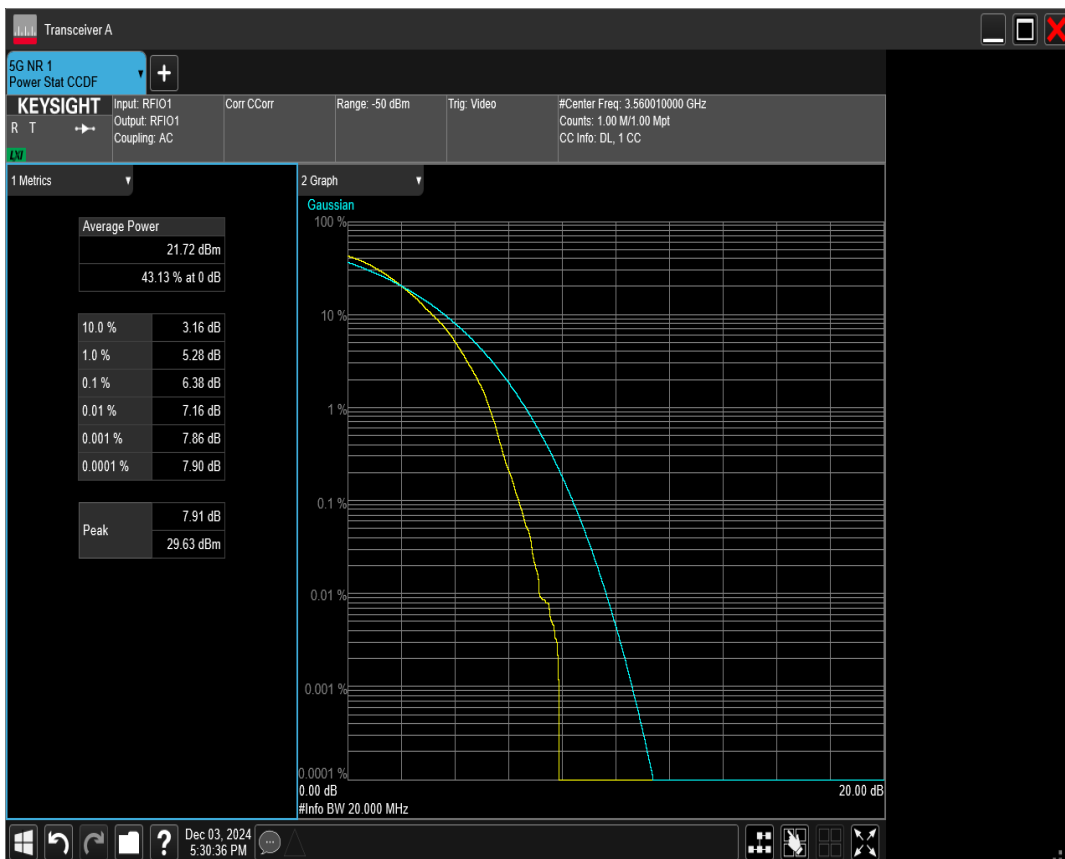 Transceiver A
5G NR 1
Power Stat CCDF
+
KEYSIGHT
R T
LXI
Input: RFIO1
Output: RFIO1
Coupling: AC
Corr CCorr
Range: -50 dBm
Trig: Video
#Center Freq: 3.560010000 GHz
Counts: 1.00 M/1.00 Mpt
CC Info: DL, 1 CC
1 Metrics
Average Power
21.72 dBm
43.13 % at 0 dB
10.0 % 3.16 dB
1.0 % 5.28 dB
0.1 % 6.38 dB
0.01 % 7.16 dB
0.001 % 7.86 dB
0.0001 % 7.90 dB
Peak 7.91 dB
29.63 dBm
2 Graph
Gaussian
100 %
10 %
1 %
0.1 %
0.01 %
0.001 %
0.0001 %
0.00 dB 20.00 dB
#Info BW 20.000 MHz
?
Dec 03, 2024
5:30:36 PM